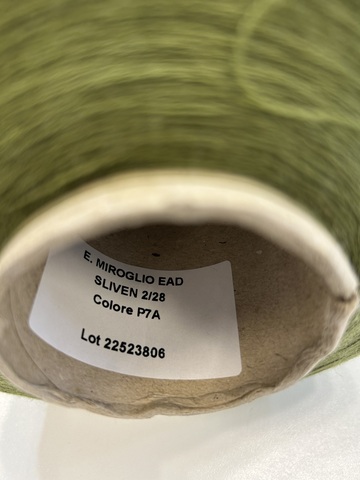 E. MIROGLIO EAD
SLIVEN 2/28
Colore P7A
Lot 22523806